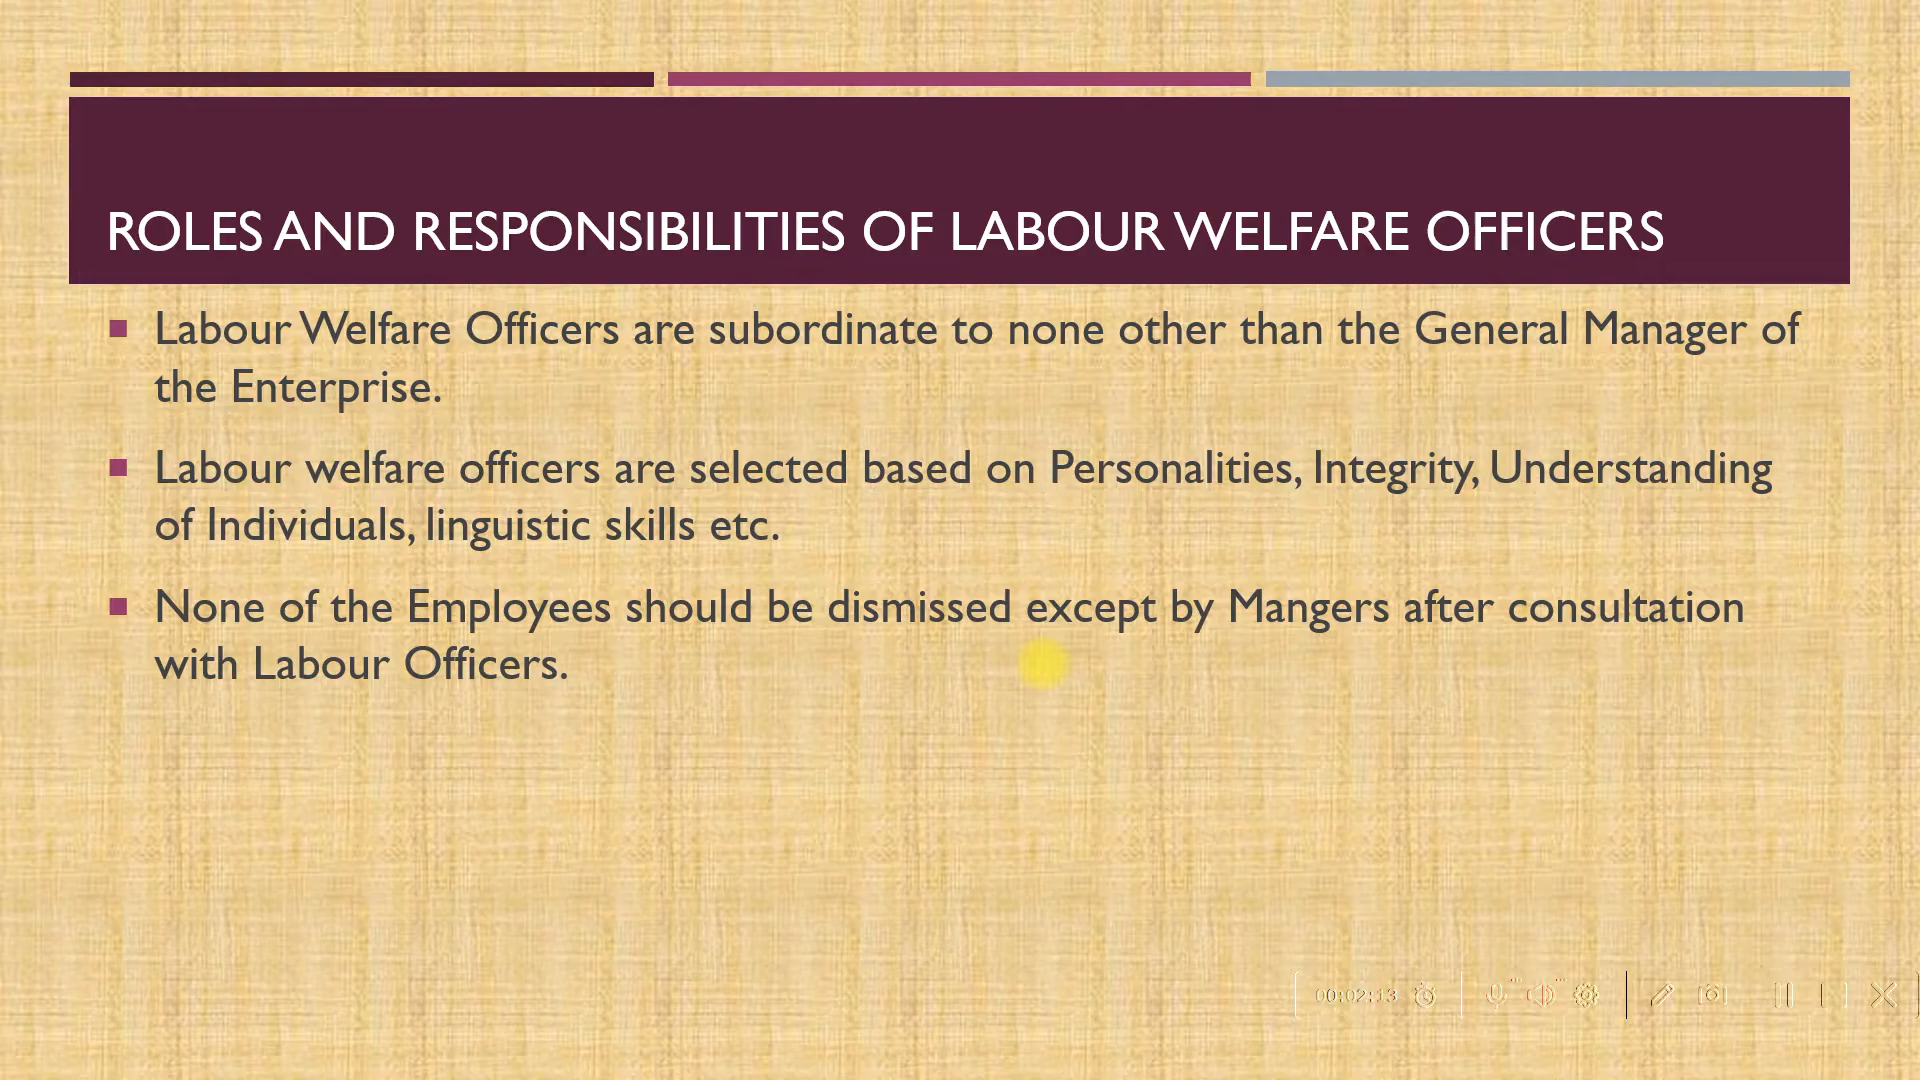 ROLES AND RESPONSIBILITIES OF LABOUR WELFARE OFFICERS
Labour Welfare Officers are subordinate to none other than the General Manager of
the Enterprise.
Labour welfare officers are selected based on Personalities, Integrity, Understanding
of Individuals, linguistic skills etc.
None of the Employees should be dismissed except by Mangers after consultation
with Labour Officers.
00:02:13